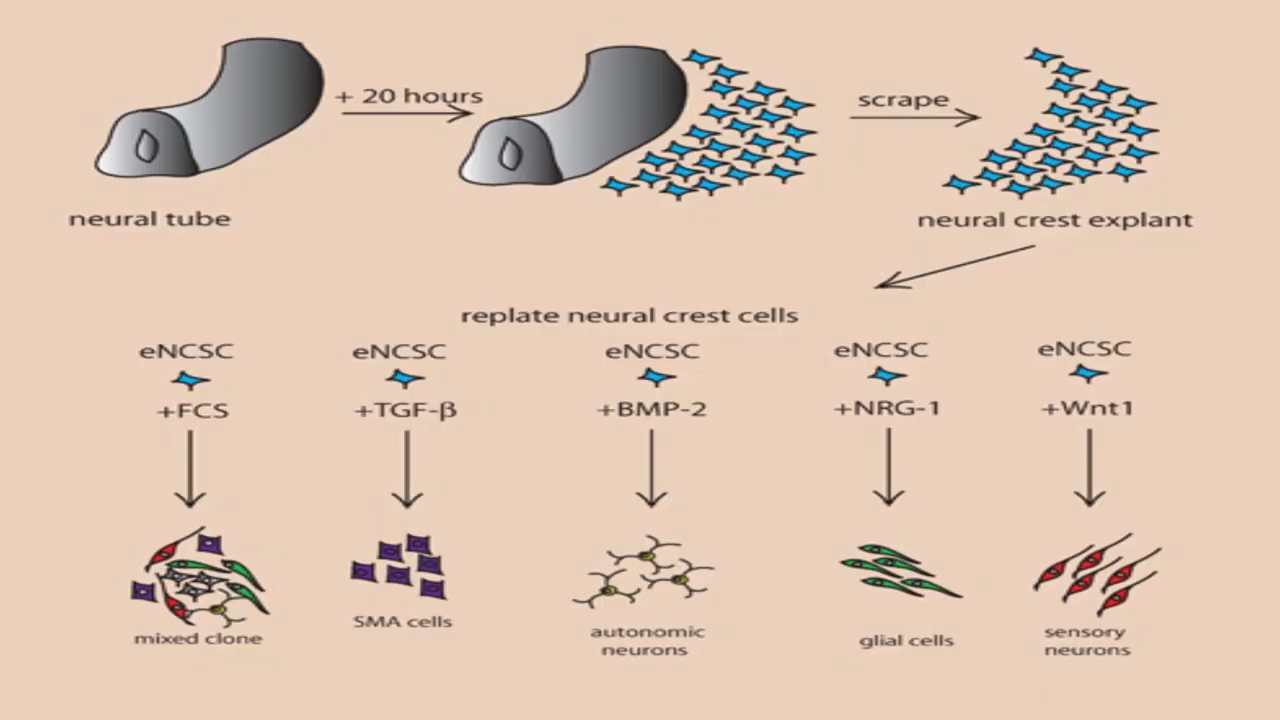 + 20 hours
scrape
neural tube
neural crest explant
replate neural crest cells
eNCSC
eNCSC
eNCSC
eNCSC
eNCSC
+FCS
+TGF-β
+BMP-2
+NRG-1
+Wnt1
mixed clone
SMA cells
autonomic
neurons
glial cells
sensory
neurons